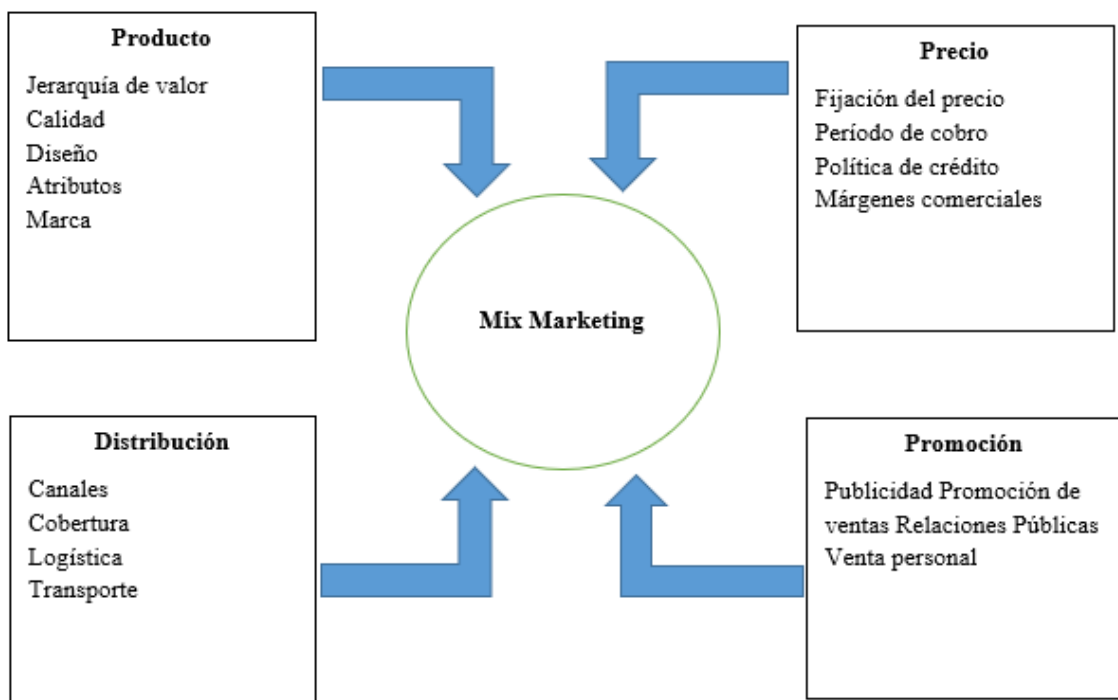 Producto
Jerarquía de valor
Calidad
Diseño
Atributos
Marca
Precio
Fijación del precio
Período de cobro
Política de crédito
Márgenes comerciales
Mix Marketing
Distribución
Canales
Cobertura
Logística
Transporte
Promoción
Publicidad Promoción de
ventas Relaciones Públicas
Venta personal